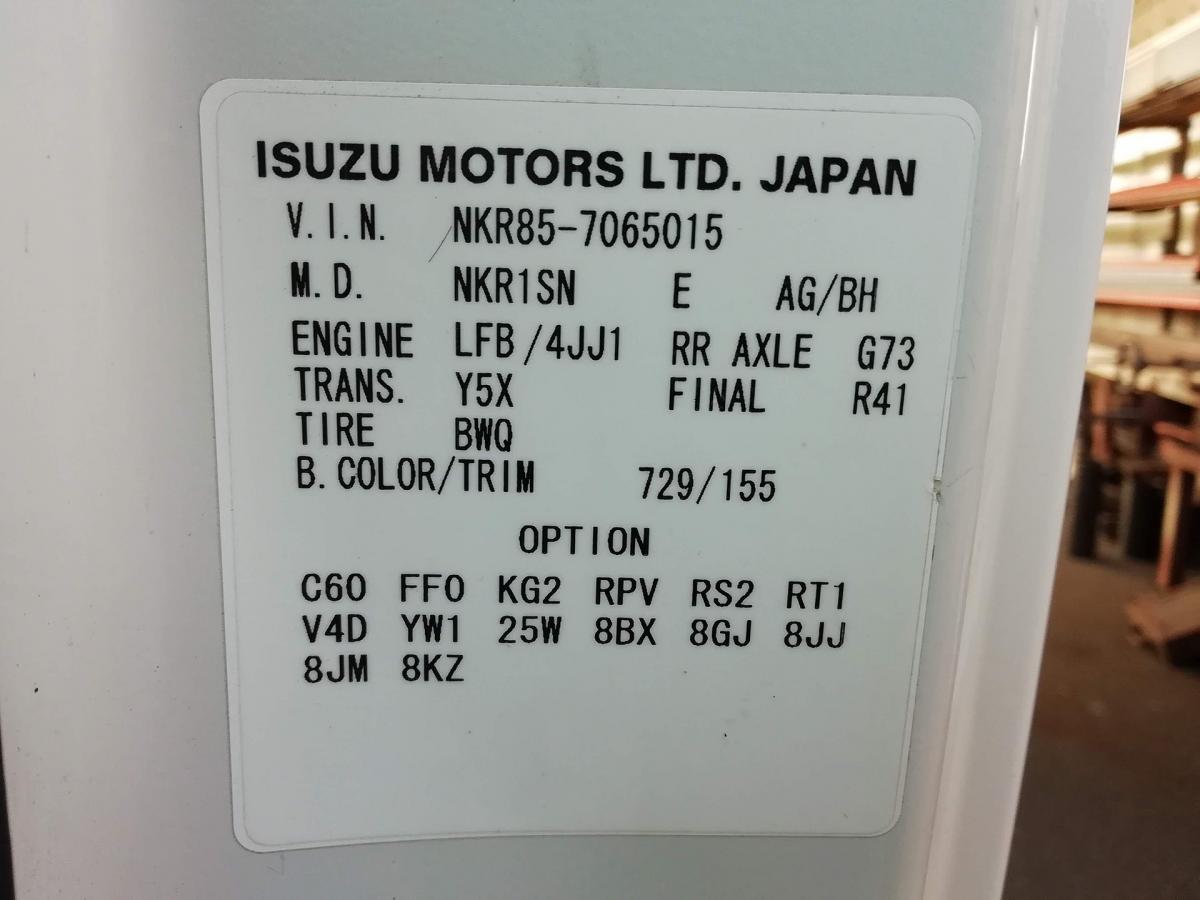 ISUZU MOTORS LTD. JAPAN
V.I.N. NKR85-7065015
M.D. NKR1SN E AG/BH
ENGINE LFB/4JJ1 RR AXLE G73
TRANS. Y5X FINAL R41
TIRE BWQ
B.COLOR/TRIM 729/155
OPTION
C60 FF0 KG2 RPV RS2 RT1
V4D YW1 25W 8BX 8GJ 8JJ
8JM 8KZ